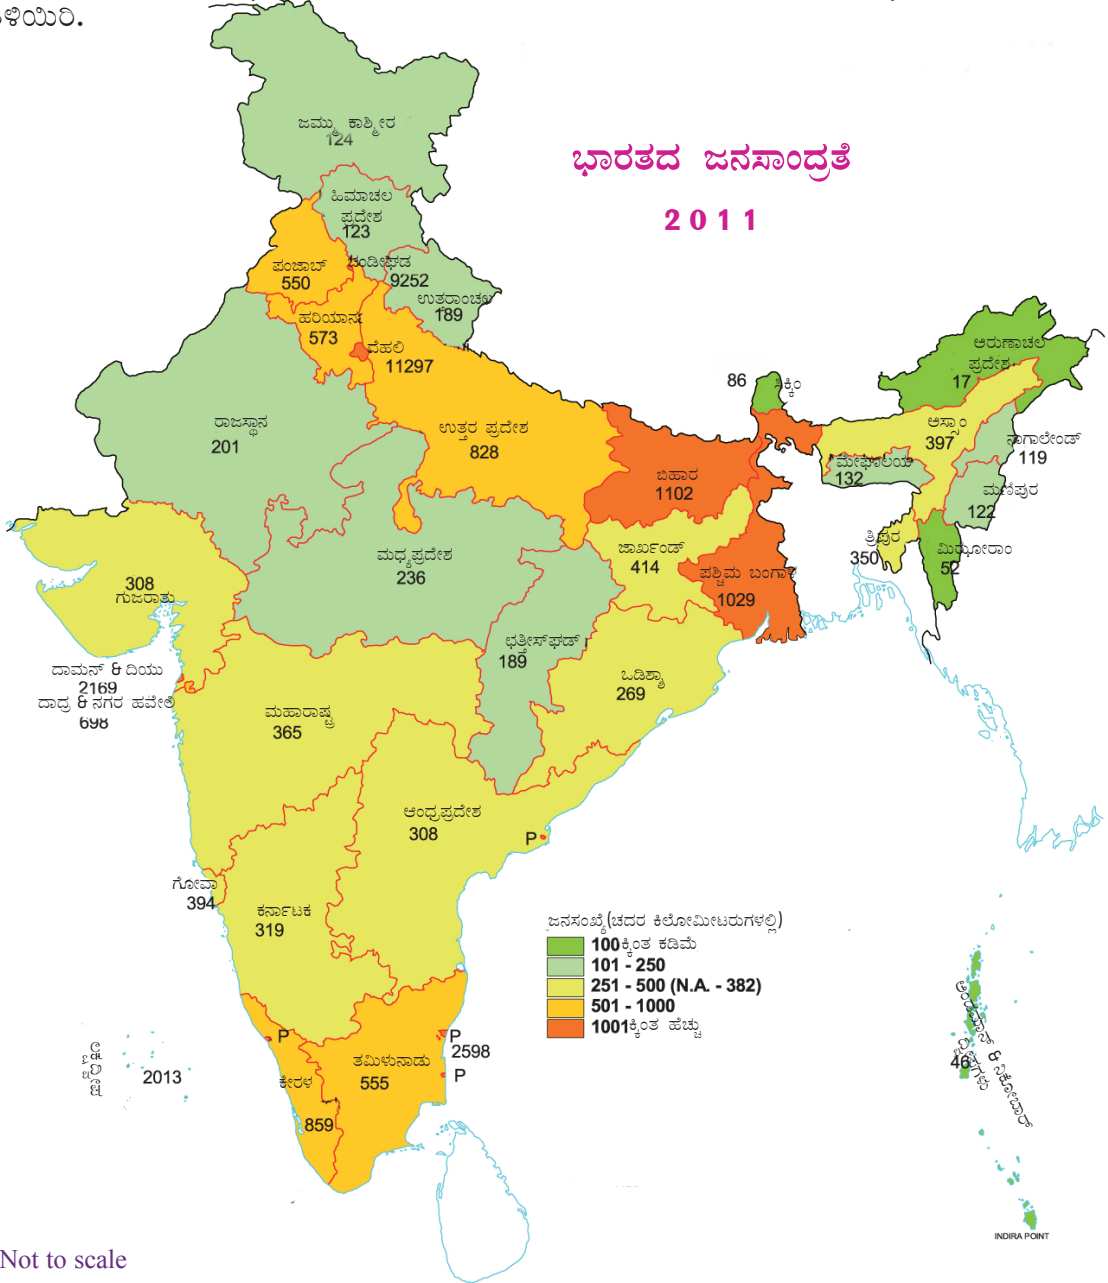 ಳಿಯಿರಿ.
ಭಾರತದ ಜನಸಾಂದ್ರತೆ
2011
ಜಮ್ಮು ಕಾಶ್ಮೀರ
124
ಹಿಮಾಚಲ
ಪ್ರದೇಶ
123
ಪಂಜಾಬ್
550
ಚಂಡೀಘಡ
9252
ಉತ್ತರಾಂಚಲ
189
ಹರಿಯಾನ
573
ದೆಹಲಿ
11297
ಅರುಣಾಚಲ
ಪ್ರದೇಶ
17
86
ಸಿಕ್ಕಿಂ
ರಾಜಸ್ಥಾನ
201
ಉತ್ತರ ಪ್ರದೇಶ
828
ಅಸ್ಸಾಂ
397
ನಾಗಾಲೇಂಡ್
119
ಮೇಘಾಲಯ
132
ಬಿಹಾರ
1102
ಮಣಿಪುರ
122
ತ್ರಿಪುರ
350
ಮಿಝೋರಾಂ
52
ಮಧ್ಯಪ್ರದೇಶ
236
ಜಾರ್ಖಂಡ್
414
ಪಶ್ಚಿಮ ಬಂಗಾಳ
1029
308
ಗುಜರಾತು
ಛತ್ತೀಸ್‌ಘಡ್
189
ದಾಮನ್ & ದಿಯು
2169
ದಾದ್ರ & ನಗರ ಹವೇಲಿ
698
ಒಡಿಶ್ಶಾ
269
ಮಹಾರಾಷ್ಟ್ರ
365
ಆಂಧ್ರಪ್ರದೇಶ
308
P
ಗೋವಾ
394
ಕರ್ನಾಟಕ
319
ಜನಸಂಖ್ಯೆ(ಚದರ ಕಿಲೋಮೀಟರುಗಳಲ್ಲಿ)
100ಕ್ಕಿಂತ ಕಡಿಮೆ
101 - 250
251 - 500 (N.A. - 382)
501 - 1000
1001ಕ್ಕಿಂತ ಹೆಚ್ಚು
P
P
2598
P
ತಮಿಳುನಾಡು
555
ಕೇರಳ
859
2013
ಅಂಡಮಾನ್ & ನಿಕೋಬಾರ್
ದ್ವೀಪಗಳು
46
INDIRA POINT
Not to scale